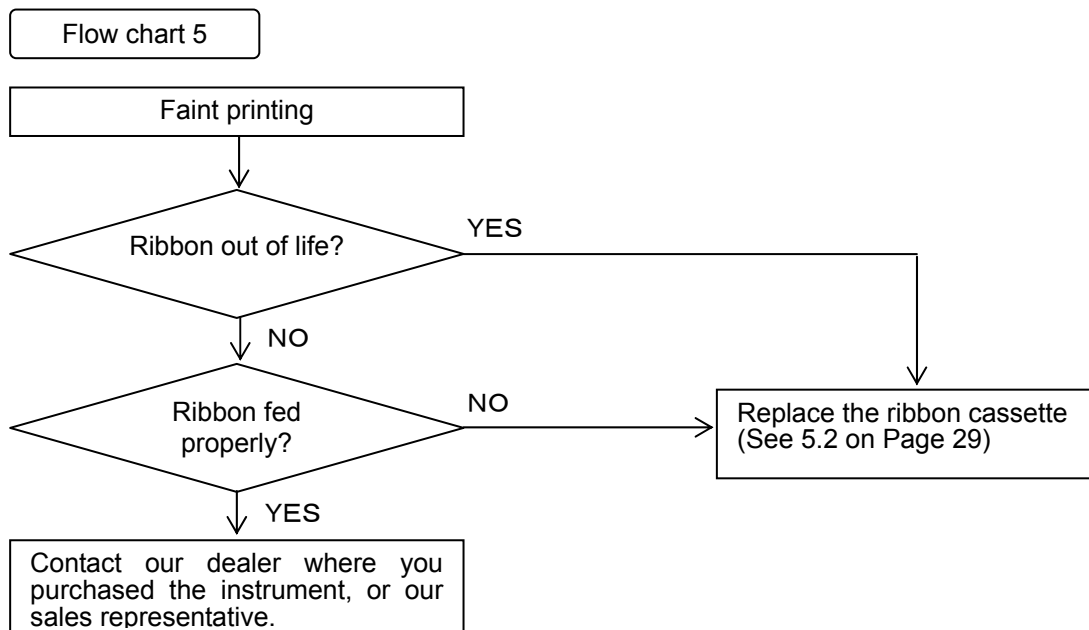 Flow chart 5
Faint printing
Ribbon out of life?
YES
NO
Ribbon fed
properly?
NO
Replace the ribbon cassette
(See 5.2 on Page 29)
YES
Contact our dealer where you
purchased the instrument, or our
sales representative.